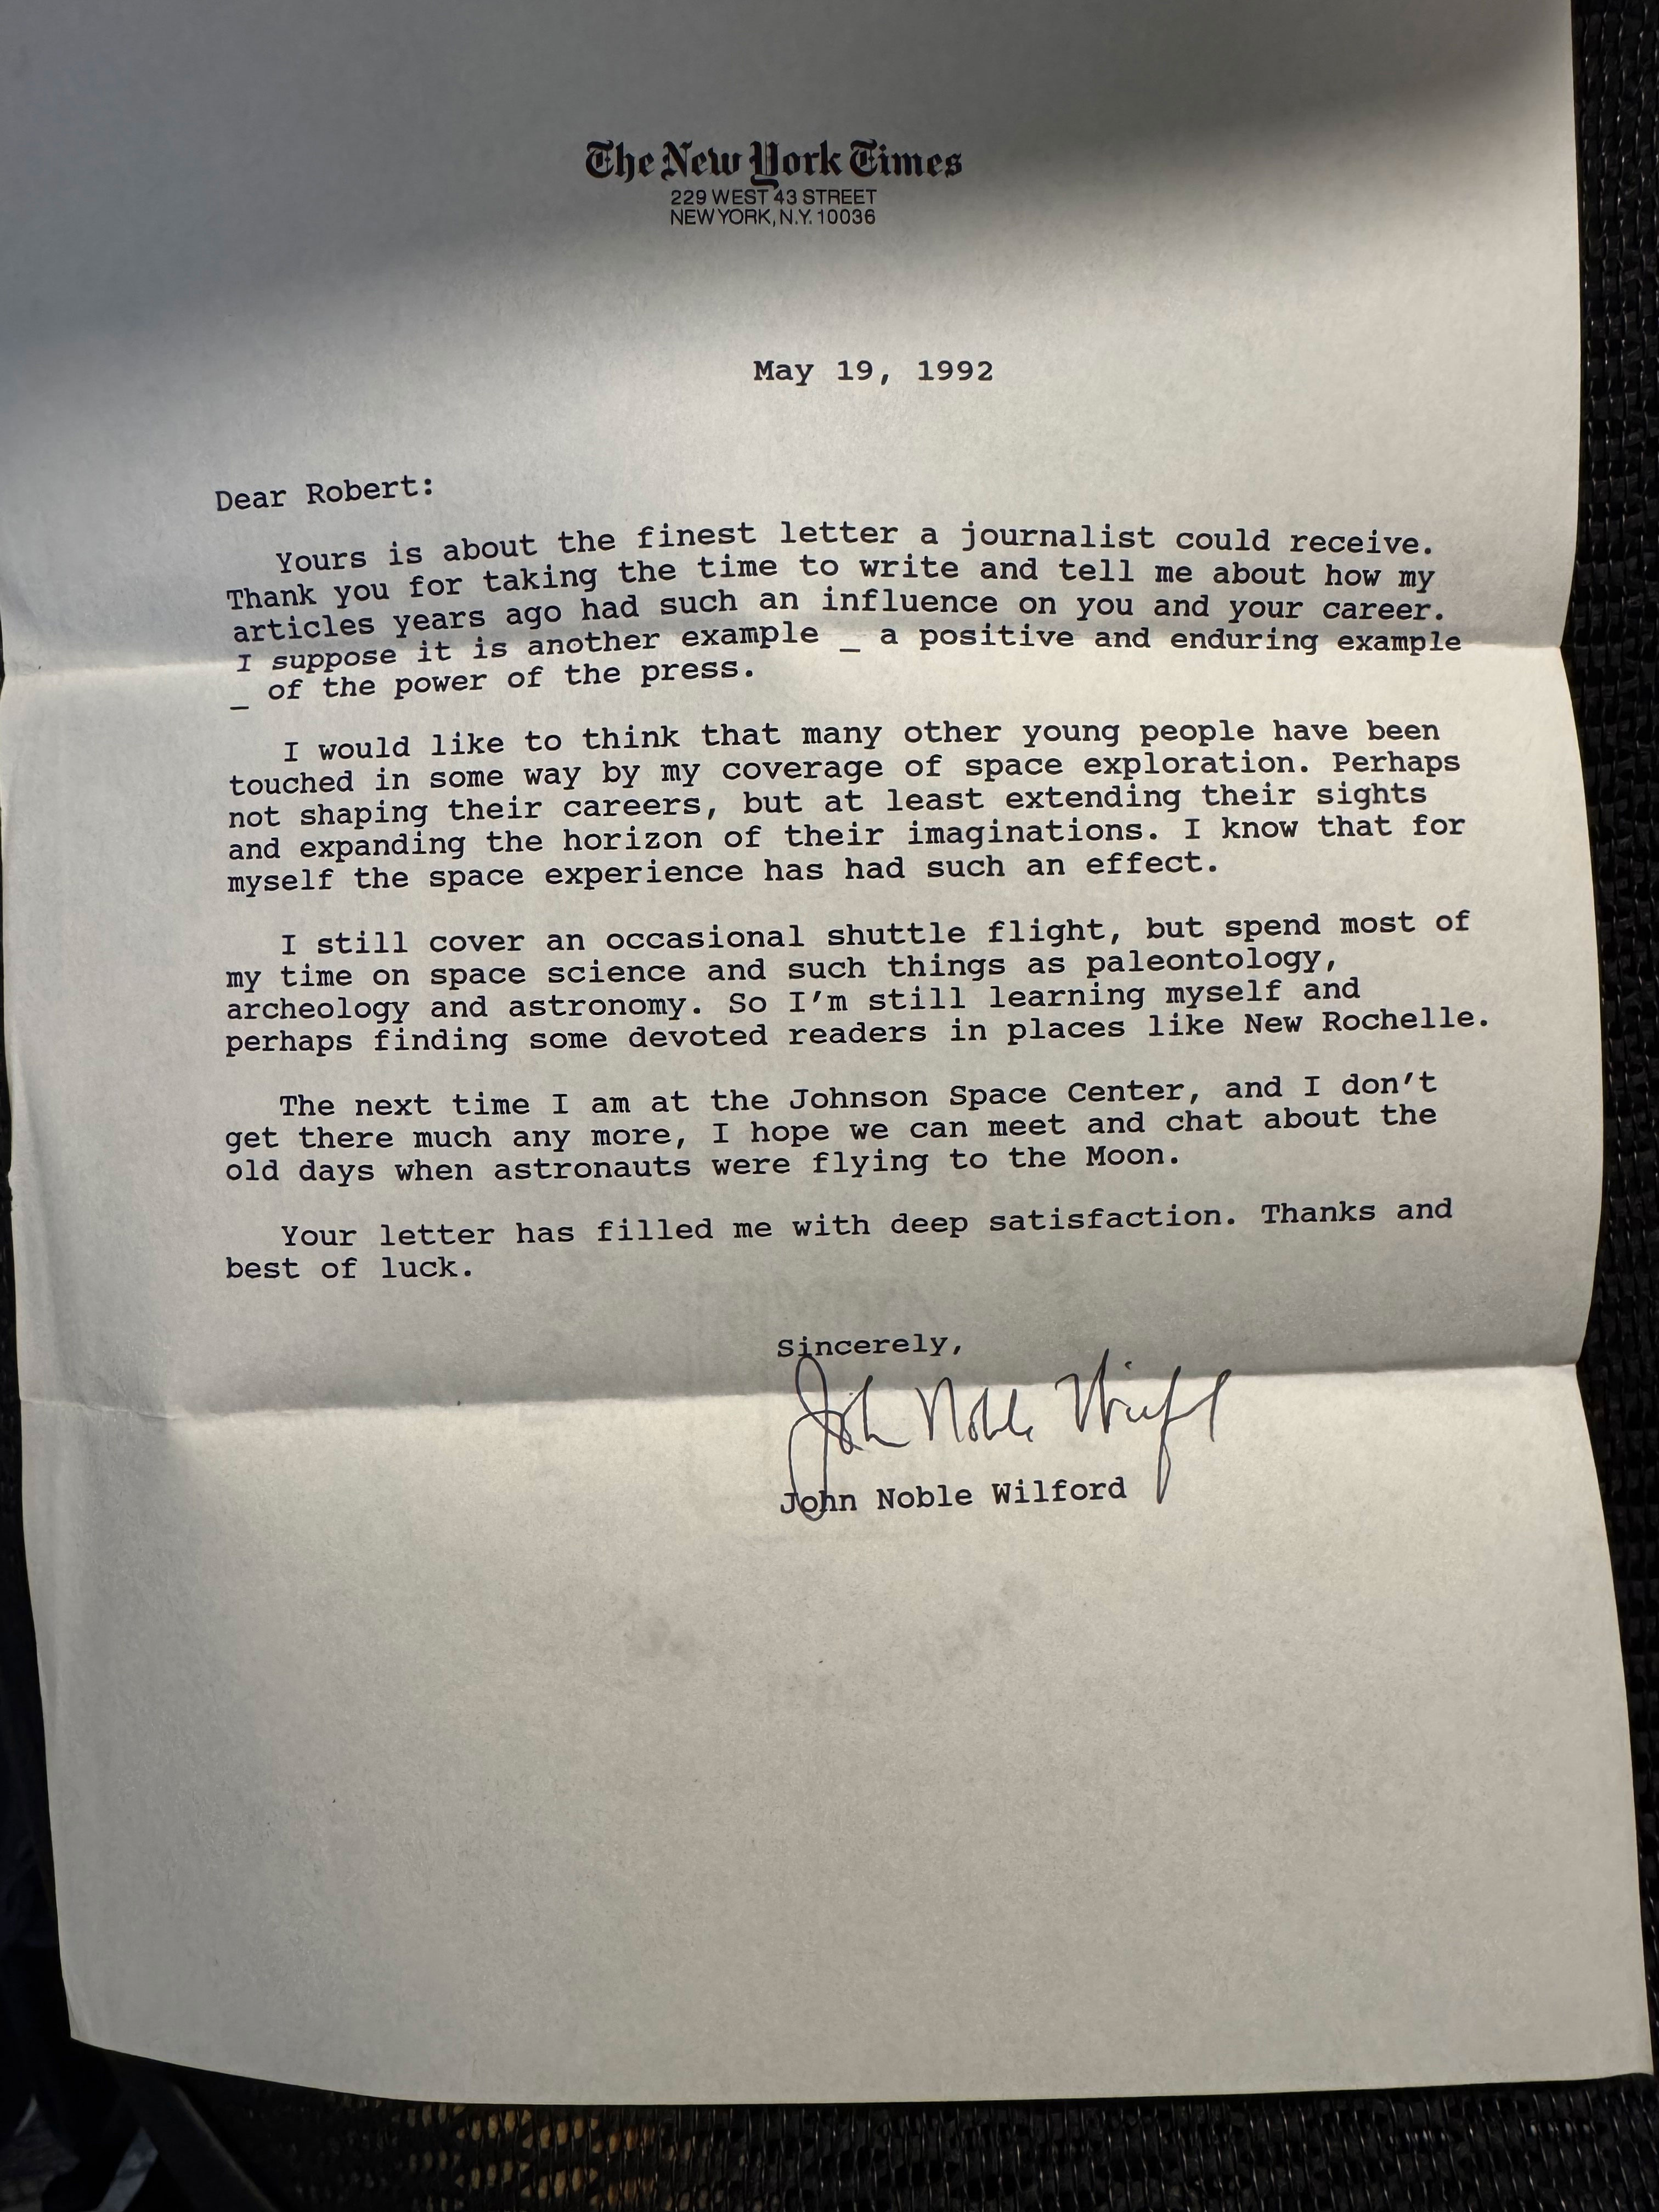 The New York Times
229 WEST 43 STREET
NEW YORK, N.Y. 10036
May 19, 1992
Dear Robert:
Yours is about the finest letter a journalist could receive.
Thank you for taking the time to write and tell me about how my
articles years ago had such an influence on you and your career.
I suppose it is another example _ a positive and enduring example
_ of the power of the press.
I would like to think that many other young people have been
touched in some way by my coverage of space exploration. Perhaps
not shaping their careers, but at least extending their sights
and expanding the horizon of their imaginations. I know that for
myself the space experience has had such an effect.
I still cover an occasional shuttle flight, but spend most of
my time on space science and such things as paleontology,
archeology and astronomy. So I'm still learning myself and
perhaps finding some devoted readers in places like New Rochelle.
The next time I am at the Johnson Space Center, and I don't
get there much any more, I hope we can meet and chat about the
old days when astronauts were flying to the Moon.
Your letter has filled me with deep satisfaction. Thanks and
best of luck.
Sincerely,
John Noble Wilford
John Noble Wilford